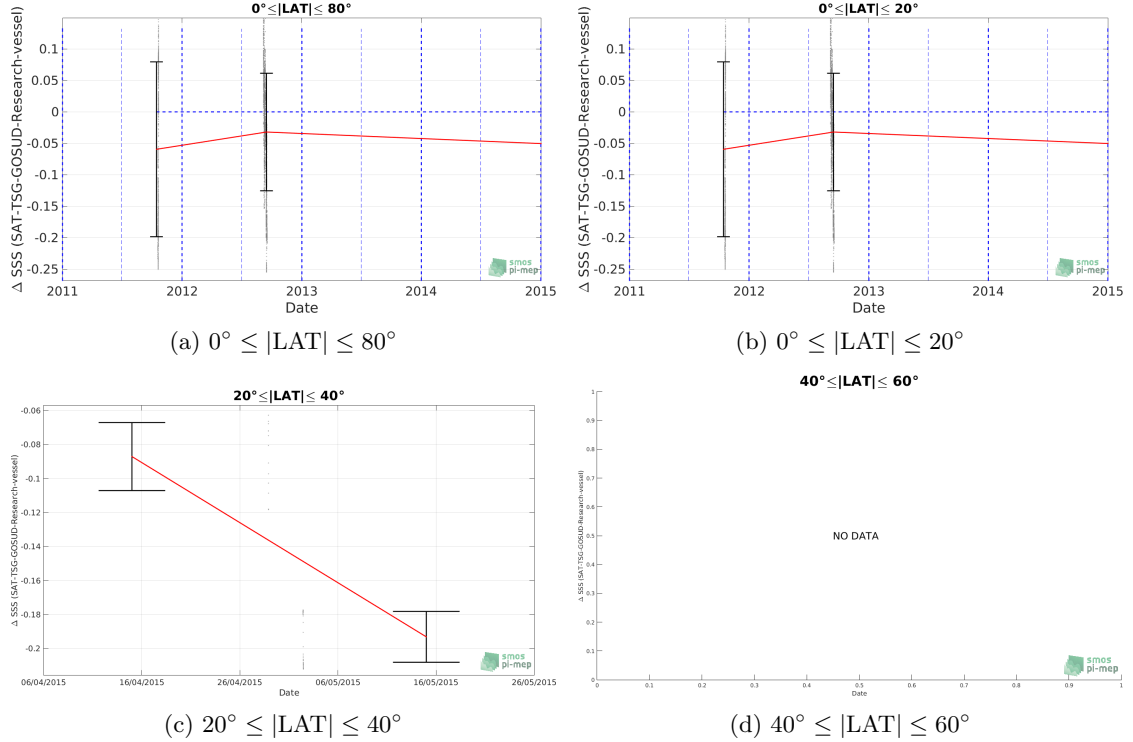 0°≤|LAT|≤ 80°
Δ SSS (SAT-TSG-GOSUD-Research-vessel)
0.1
0.05
0
-0.05
-0.1
-0.15
-0.2
-0.25
2011 2012 2013 2014 2015
Date
smos
pi-mep
(a) 0° ≤ |LAT| ≤ 80°
0°≤|LAT|≤ 20°
Δ SSS (SAT-TSG-GOSUD-Research-vessel)
0.1
0.05
0
-0.05
-0.1
-0.15
-0.2
-0.25
2011 2012 2013 2014 2015
Date
smos
pi-mep
(b) 0° ≤ |LAT| ≤ 20°
20°≤|LAT|≤ 40°
Δ SSS (SAT-TSG-GOSUD-Research-vessel)
-0.06
-0.08
-0.1
-0.12
-0.14
-0.16
-0.18
-0.2
06/04/2015 16/04/2015 26/04/2015 06/05/2015 16/05/2015 26/05/2015
Date
smos
pi-mep
(c) 20° ≤ |LAT| ≤ 40°
40°≤|LAT|≤ 60°
Δ SSS (SAT-TSG-GOSUD-Research-vessel)
1
0.9
0.8
0.7
0.6
0.5
0.4
0.3
0.2
0.1
0
NO DATA
0 0.1 0.2 0.3 0.4 0.5 0.6 0.7 0.8 0.9 1
Date
smos
pi-mep
(d) 40° ≤ |LAT| ≤ 60°